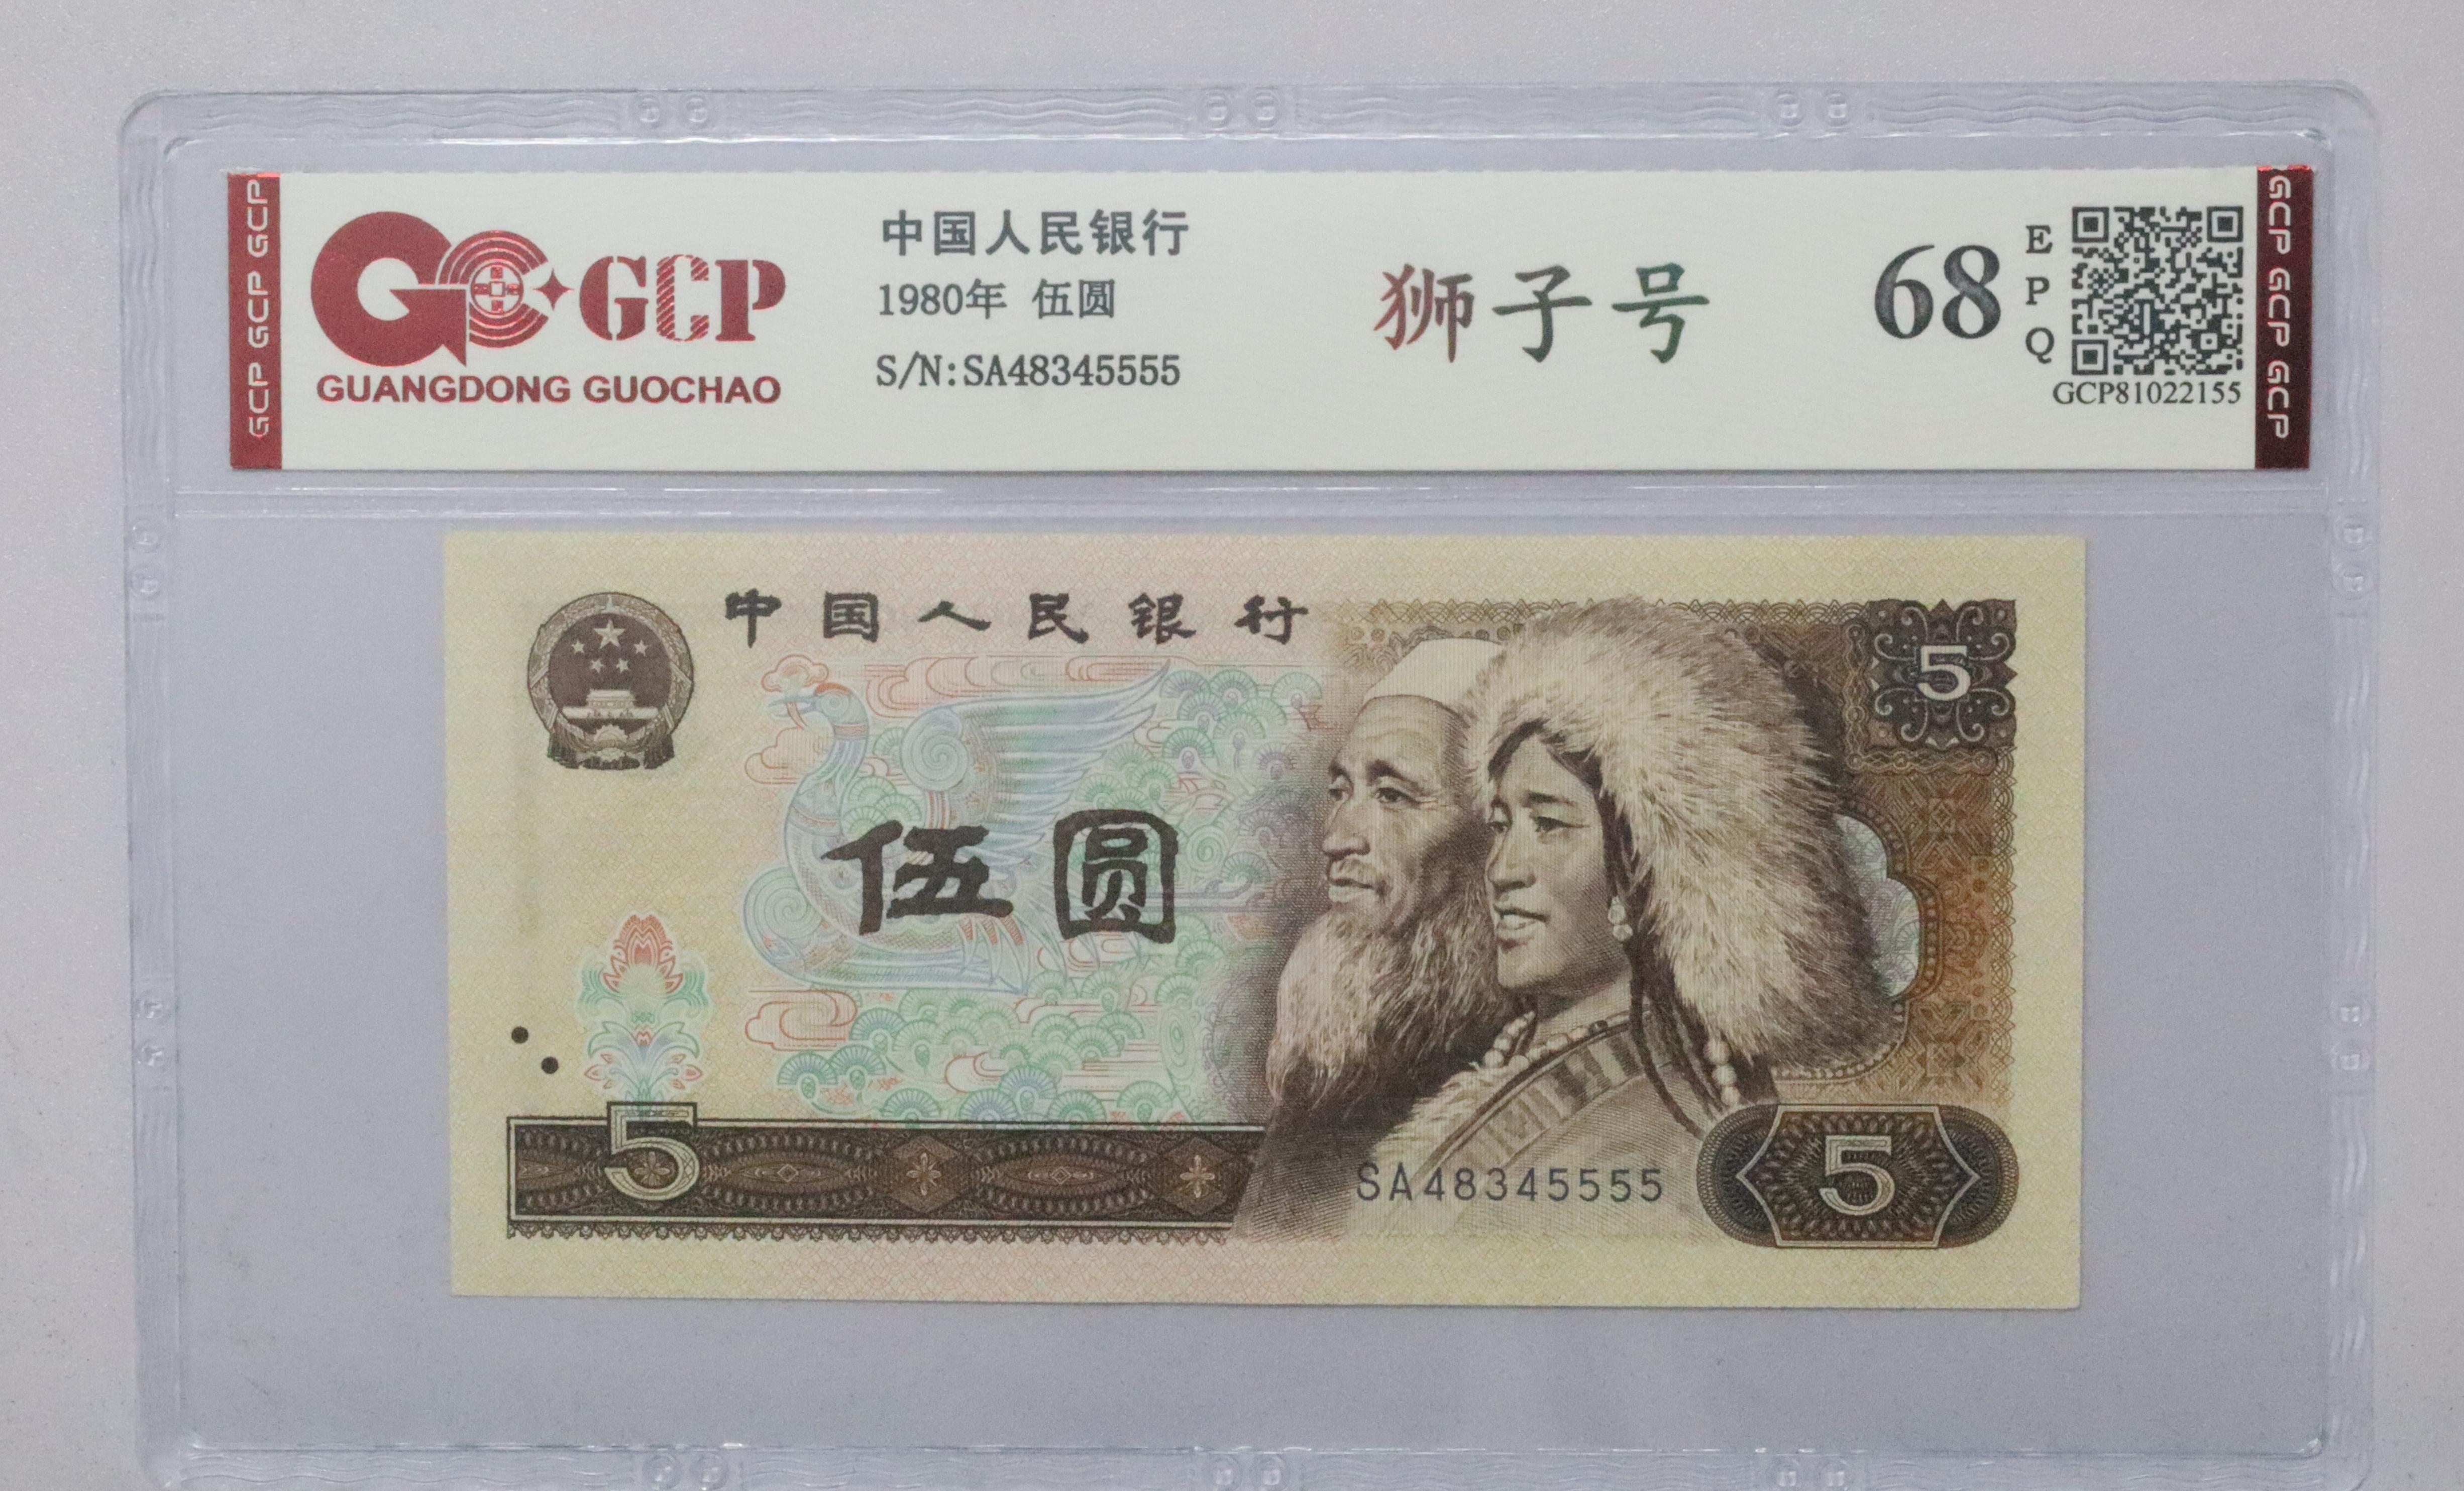 GCP GCP GCP
GCP
GUANGDONG GUOCHAO
中国人民银行
1980年 伍圆
S/N:SA48345555
狮子号
68
E
P
Q
GCP81022155
GCP GCP GCP
中国人民银行
5
伍圆
5
SA48345555
5